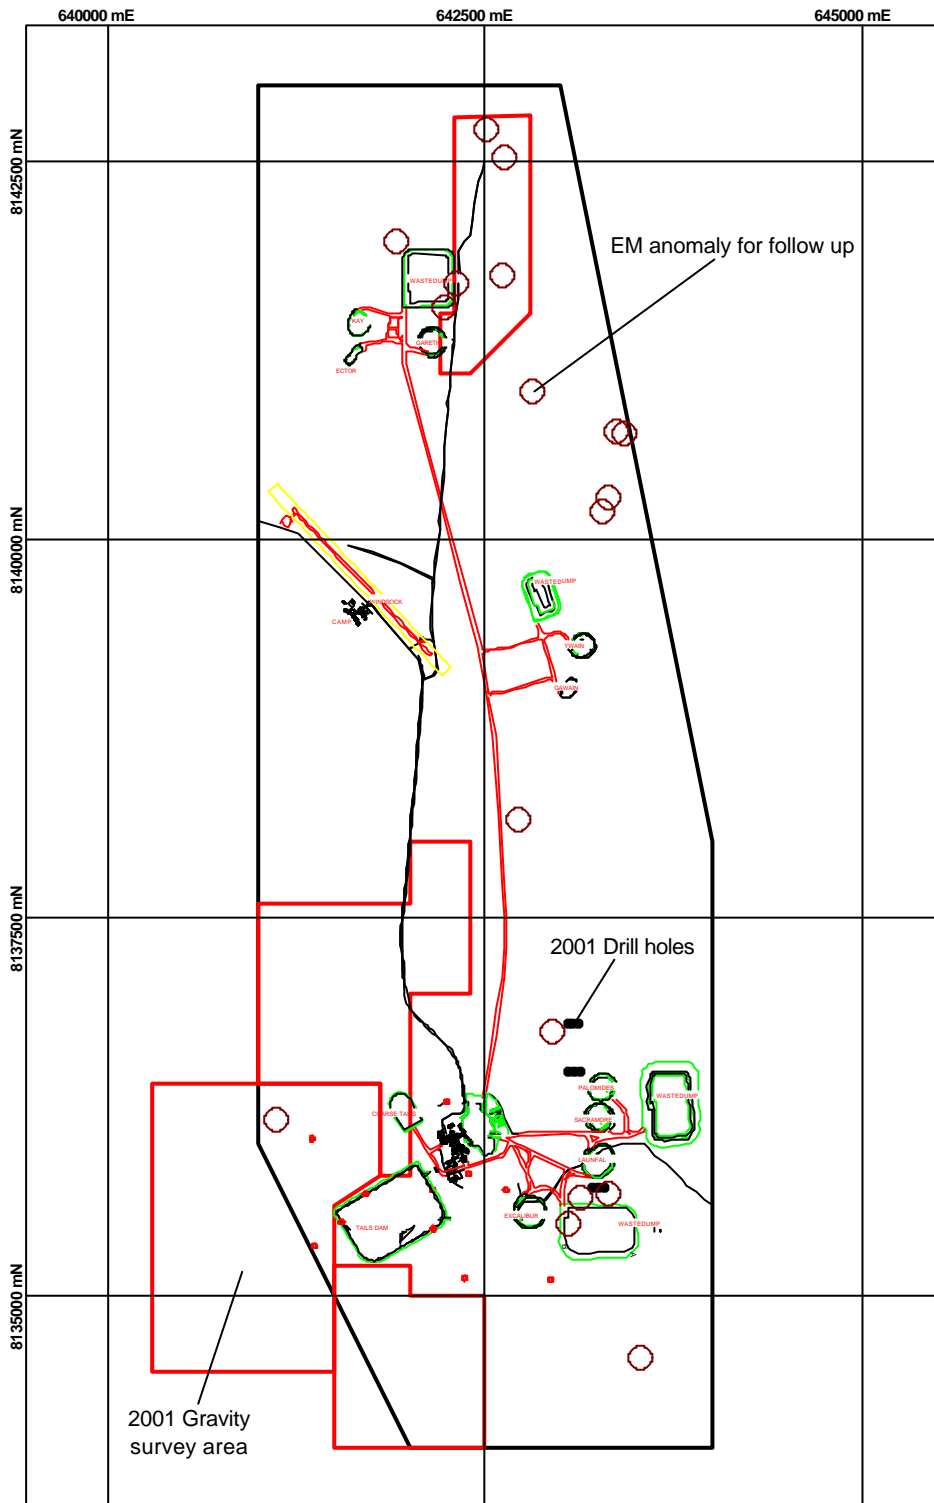 640000 mE
642500 mE
645000 mE
8142500 mN
EM anomaly for follow up
WASTEDUMP
KAY
GARETH
ECTOR
8140000 mN
WASTEDUMP
WINDSOCK
CAMP
YWAIN
GAWAIN
8137500 mN
2001 Drill holes
PALOMIDES
WASTEDUMP
COARSE TAILS
SACRAMORE
LAUNFAL
EXCALIBUR
WASTEDUMP
TAILS DAM
8135000 mN
2001 Gravity
survey area